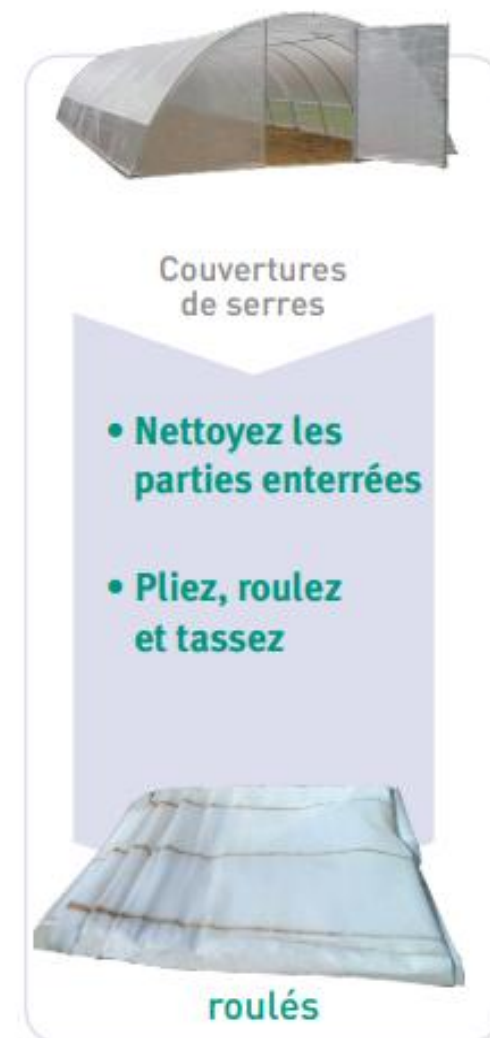 Couvertures
de serres
• Nettoyez les
parties enterrées
• Pliez, roulez
et tassez
roulés